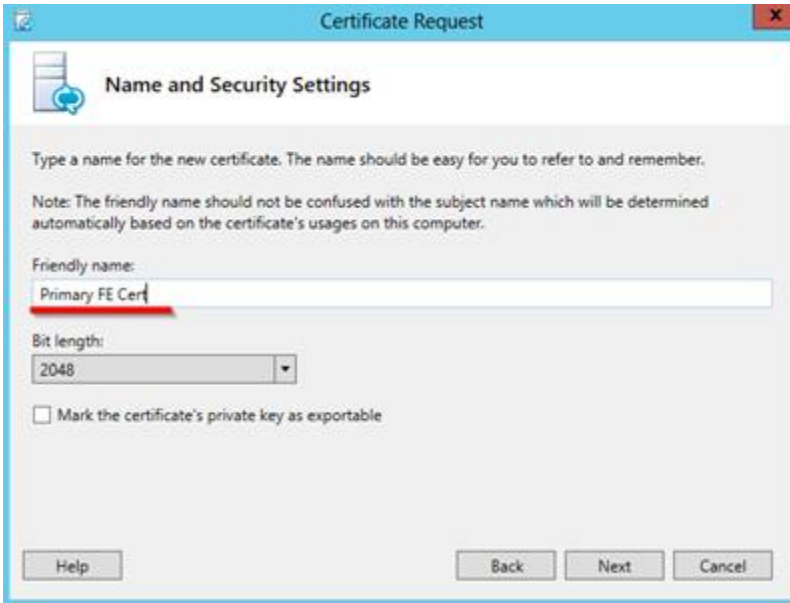 Certificate Request
x
Name and Security Settings
Type a name for the new certificate. The name should be easy for you to refer to and remember.
Note: The friendly name should not be confused with the subject name which will be determined
automatically based on the certificate's usages on this computer.
Friendly name:
Primary FE Cert
Bit length:
2048
Mark the certificate's private key as exportable
Help Back Next Cancel